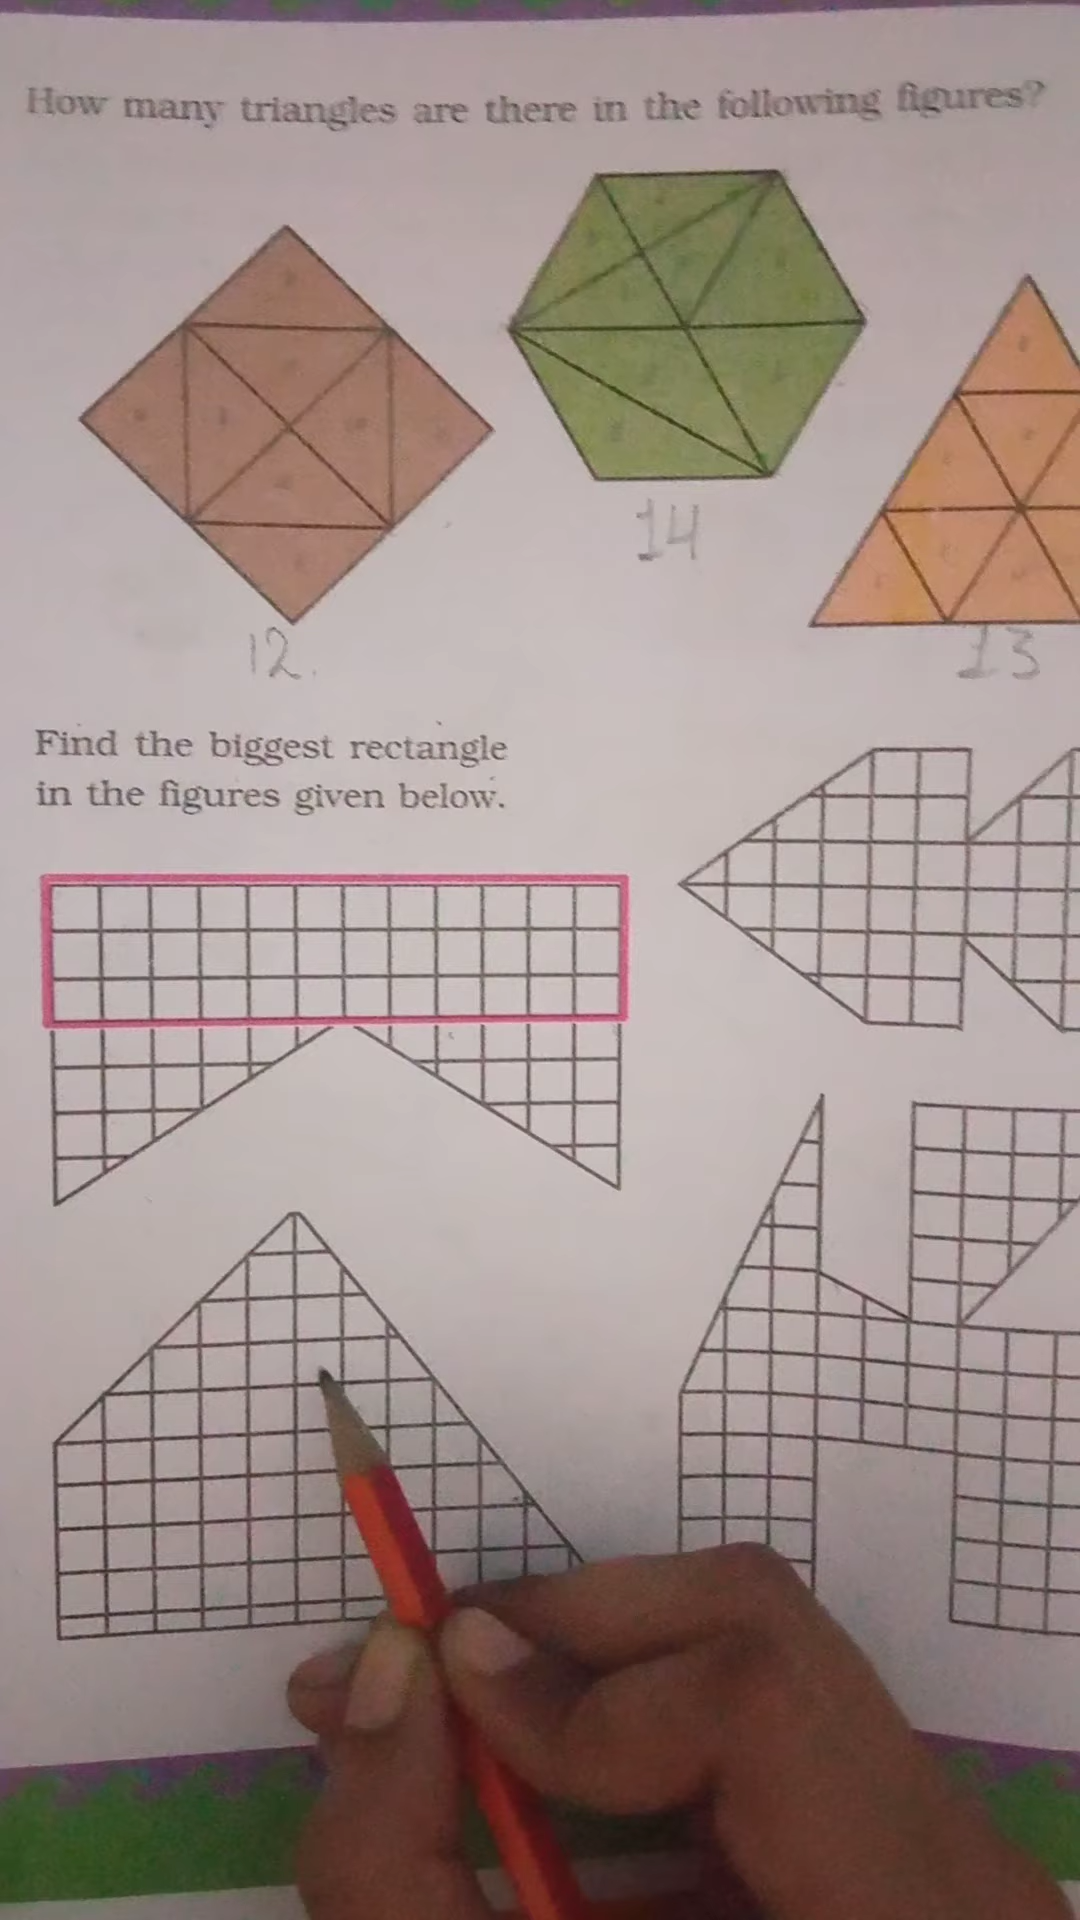 How many triangles are there in the following figures?
14
12.
13
Find the biggest rectangle
in the figures given below.